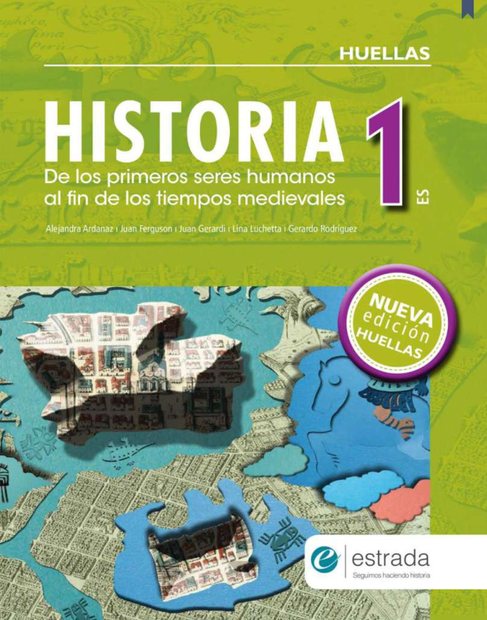 HUELLAS
HISTORIA 1
De los primeros seres humanos
al fin de los tiempos medievales
ES
Alejandra Ardanaz | Juan Ferguson | Juan Gerardi | Lina Luchetta | Gerardo Rodríguez
NUEVA
edición
HUELLAS
e estrada
Seguimos haciendo historia